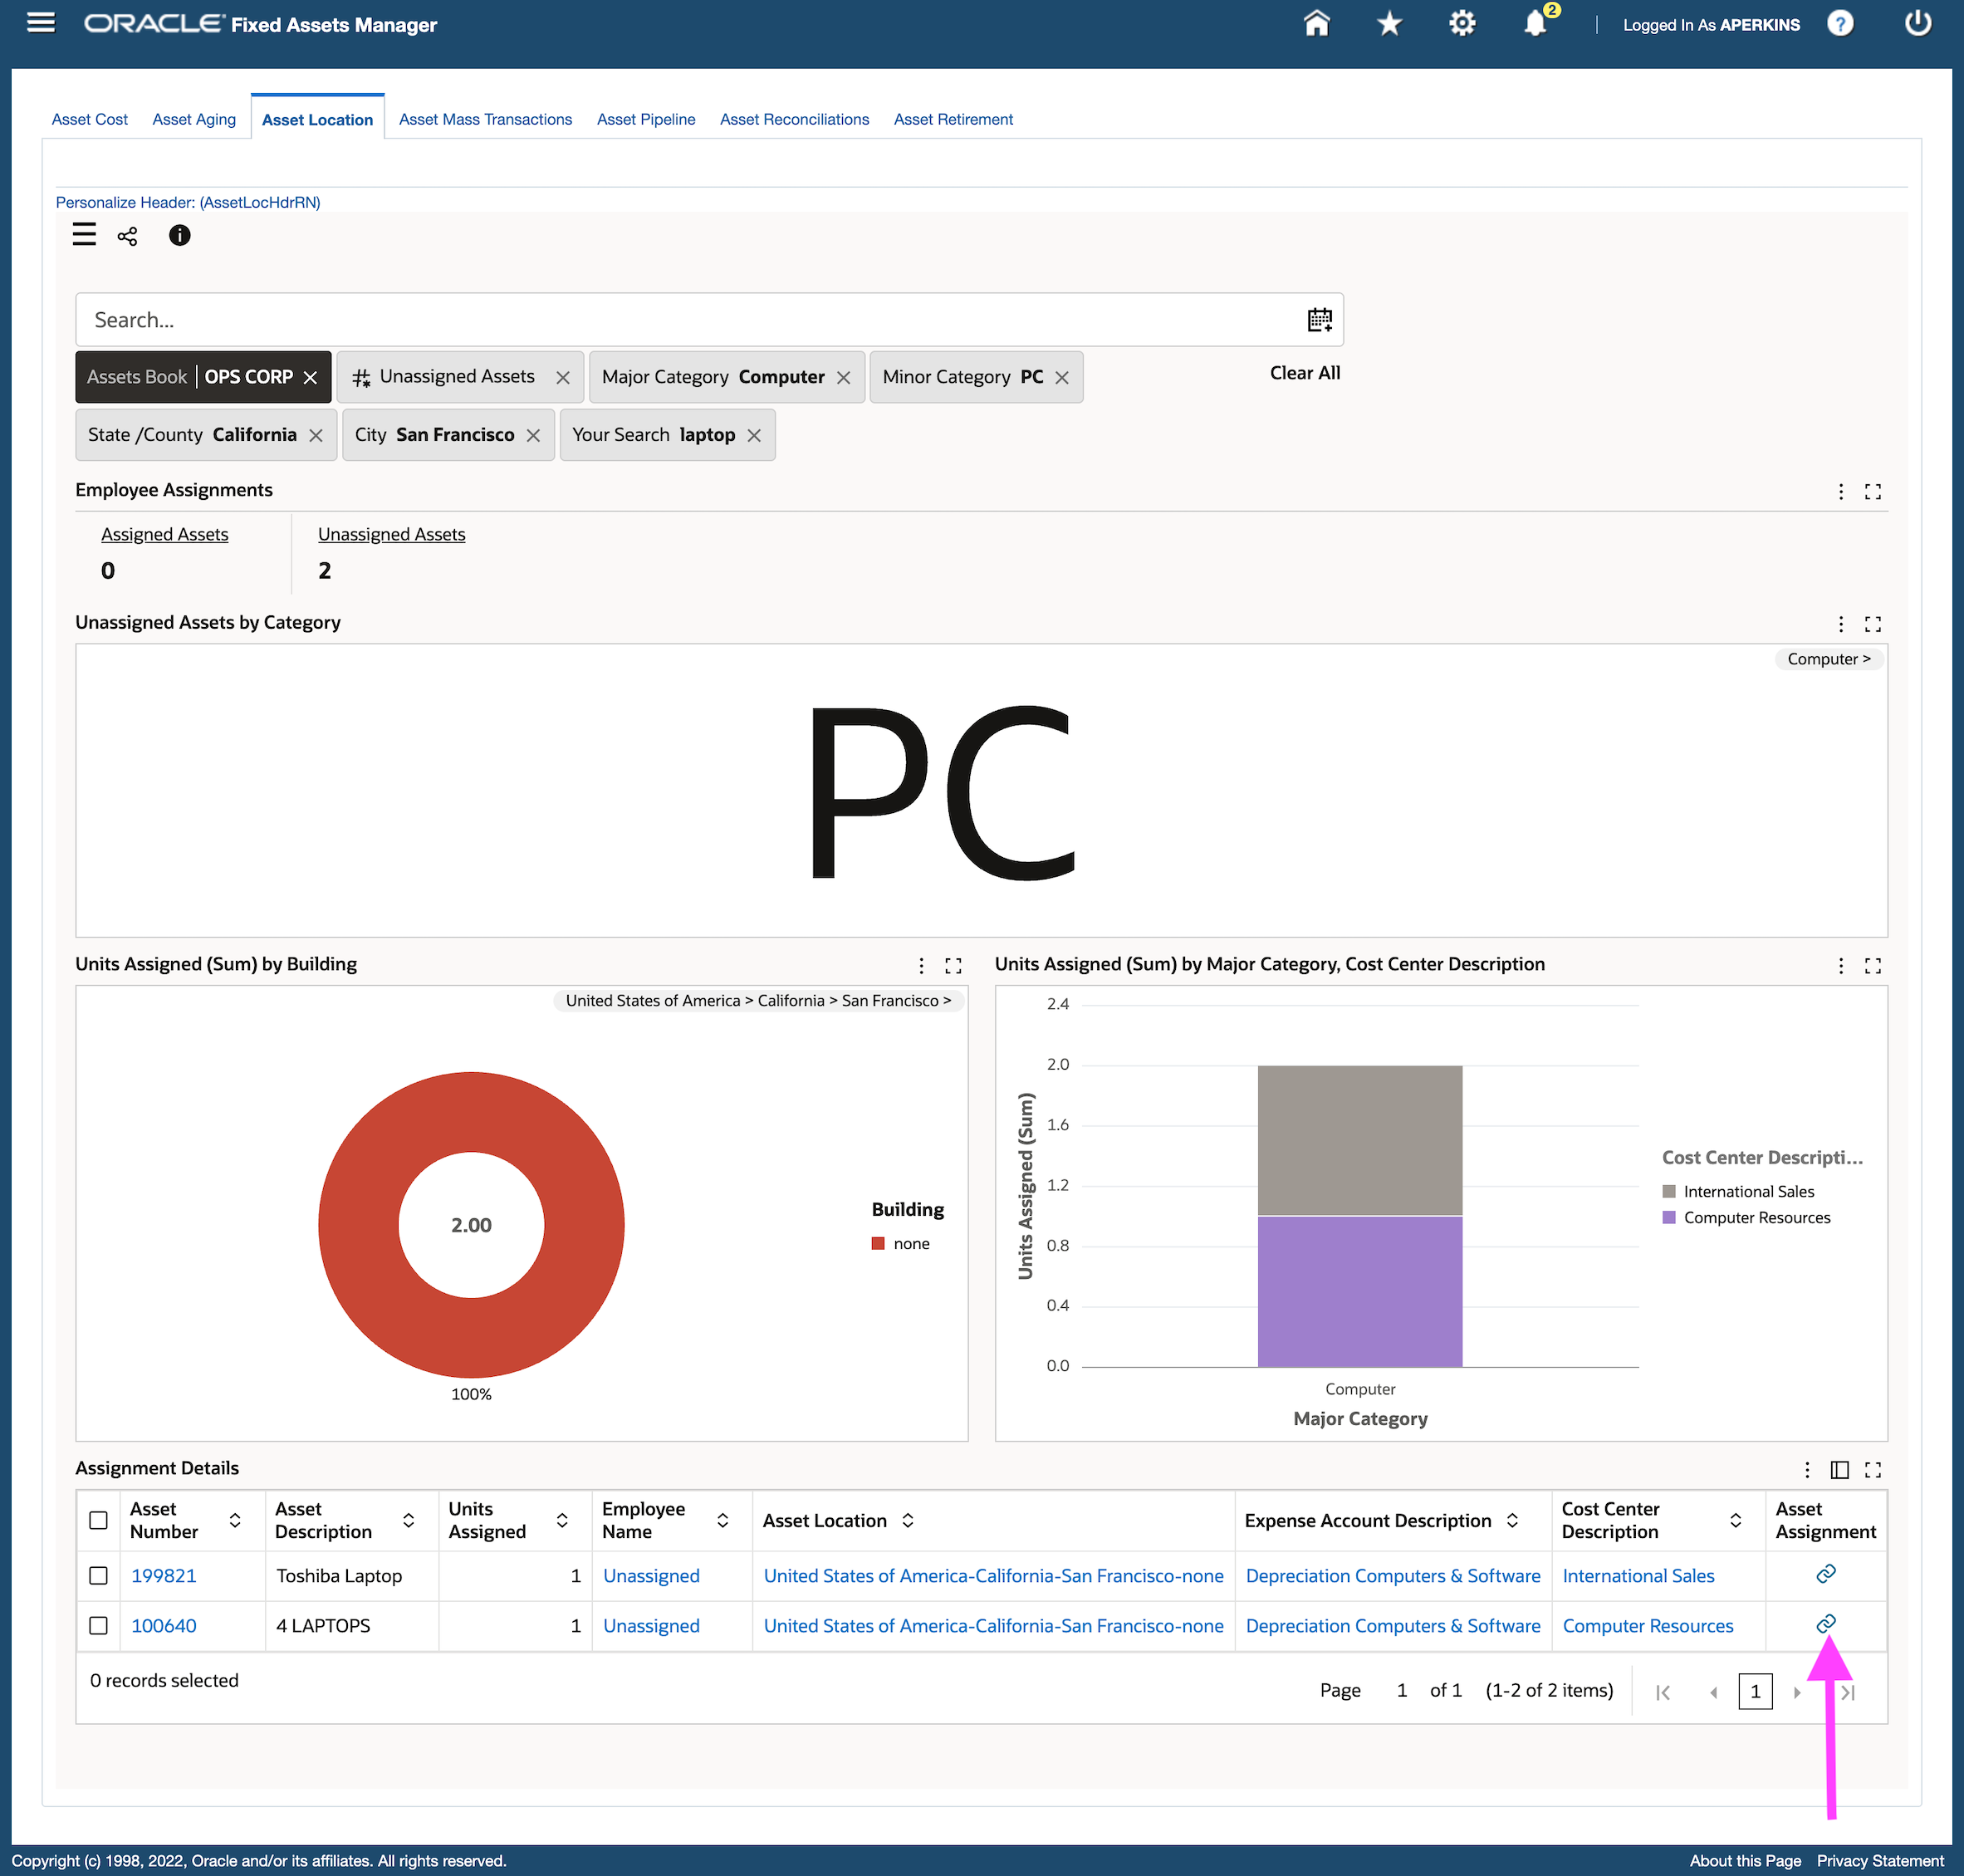 ORACLE Fixed Assets Manager
2
Logged In As APERKINS
?
Asset Cost Asset Aging Asset Location Asset Mass Transactions Asset Pipeline Asset Reconciliations Asset Retirement
Personalize Header: (AssetLocHdrRN)
Search...
Assets Book OPS CORP Unassigned Assets Major Category Computer Minor Category PC
Clear All
State /County California City San Francisco Your Search laptop
Employee Assignments
Assigned Assets Unassigned Assets
0 2
Unassigned Assets by Category
Computer >
PC
Units Assigned (Sum) by Building
United States of America > California > San Francisco >
2.00
100%
Building
none
Units Assigned (Sum) by Major Category, Cost Center Description
2.4
2.0
1.6
1.2
0.8
0.4
0.0
Units Assigned (Sum)
Computer
Major Category
Cost Center Descripti...
International Sales
Computer Resources
Assignment Details
Asset Number Asset Description Units Assigned Employee Name Asset Location Expense Account Description Cost Center Description Asset Assignment
199821 Toshiba Laptop 1 Unassigned United States of America-California-San Francisco-none Depreciation Computers & Software International Sales
100640 4 LAPTOPS 1 Unassigned United States of America-California-San Francisco-none Depreciation Computers & Software Computer Resources
0 records selected
Page 1 of 1 (1-2 of 2 items) 1
Copyright (c) 1998, 2022, Oracle and/or its affiliates. All rights reserved.
About this Page Privacy Statement